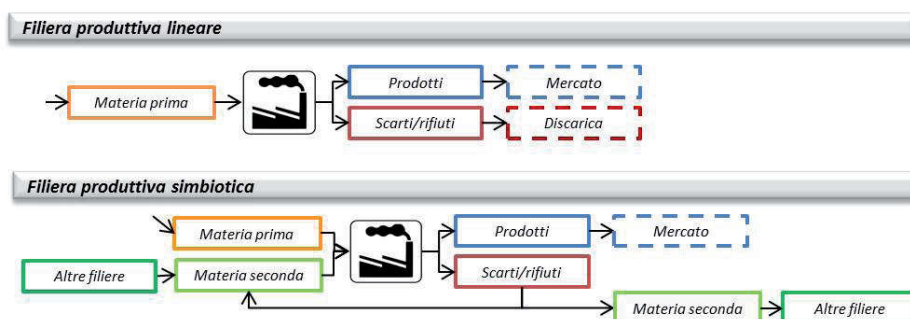 Filiera produttiva lineare
Prodotti
Mercato
Materia prima
Scarti/rifiuti
Discarica
Filiera produttiva simbiotica
Materia prima
Prodotti
Mercato
Altre filiere
Materia seconda
Scarti/rifiuti
Materia seconda
Altre filiere